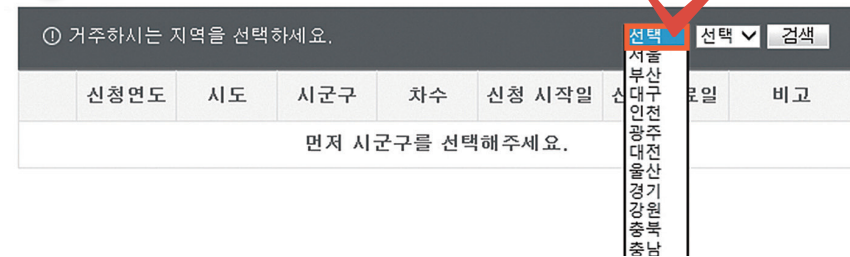 ① 거주하시는 지역을 선택하세요.
선택 선택 검색
서울
부산
대구
인천
광주
대전
울산
경기
강원
충북
충남
신청연도 시도 시군구 차수 신청 시작일 비고
먼저 시군구를 선택해주세요.